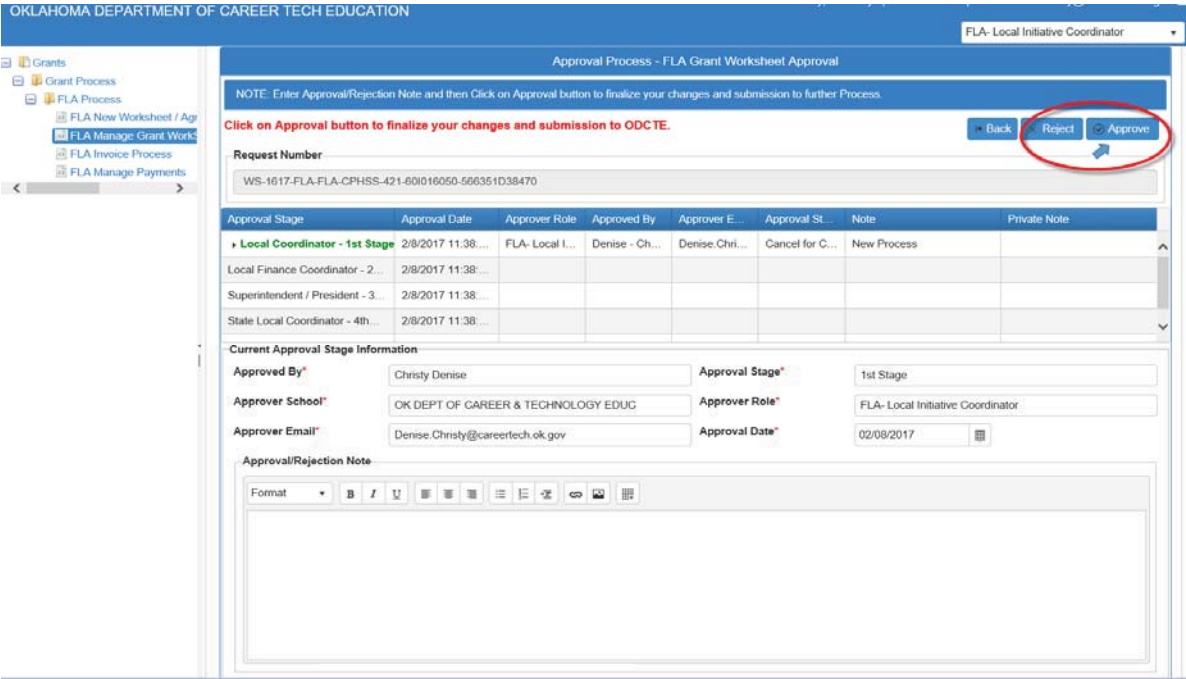 OKLAHOMA DEPARTMENT OF CAREER TECH EDUCATION
FLA- Local Initiative Coordinator
Grants
Grant Process
FLA Process
FLA New Worksheet / Agr
FLA Manage Grant WorkS
FLA Invoice Process
FLA Manage Payments
Approval Process - FLA Grant Worksheet Approval
NOTE: Enter Approval/Rejection Note and then Click on Approval button to finalize your changes and submission to further Process.
Click on Approval button to finalize your changes and submission to ODCTE.
Back Reject Approve
Request Number
WS-1617-FLA-FLA-CPHSS-421-60I016050-566351D38470
Approval Stage Approval Date Approver Role Approved By Approver E... Approval St... Note Private Note
Local Coordinator - 1st Stage 2/8/2017 11:38:... FLA- Local I... Denise - Ch... Denise.Chri... Cancel for C... New Process
Local Finance Coordinator - 2... 2/8/2017 11:38:...
Superintendent / President - 3... 2/8/2017 11:38:...
State Local Coordinator - 4th... 2/8/2017 11:38:...
Current Approval Stage Information
Approved By* Christy Denise Approval Stage* 1st Stage
Approver School* OK DEPT OF CAREER & TECHNOLOGY EDUC Approver Role* FLA- Local Initiative Coordinator
Approver Email* Denise.Christy@careertech.ok.gov Approval Date* 02/08/2017
Approval/Rejection Note
Format B I U